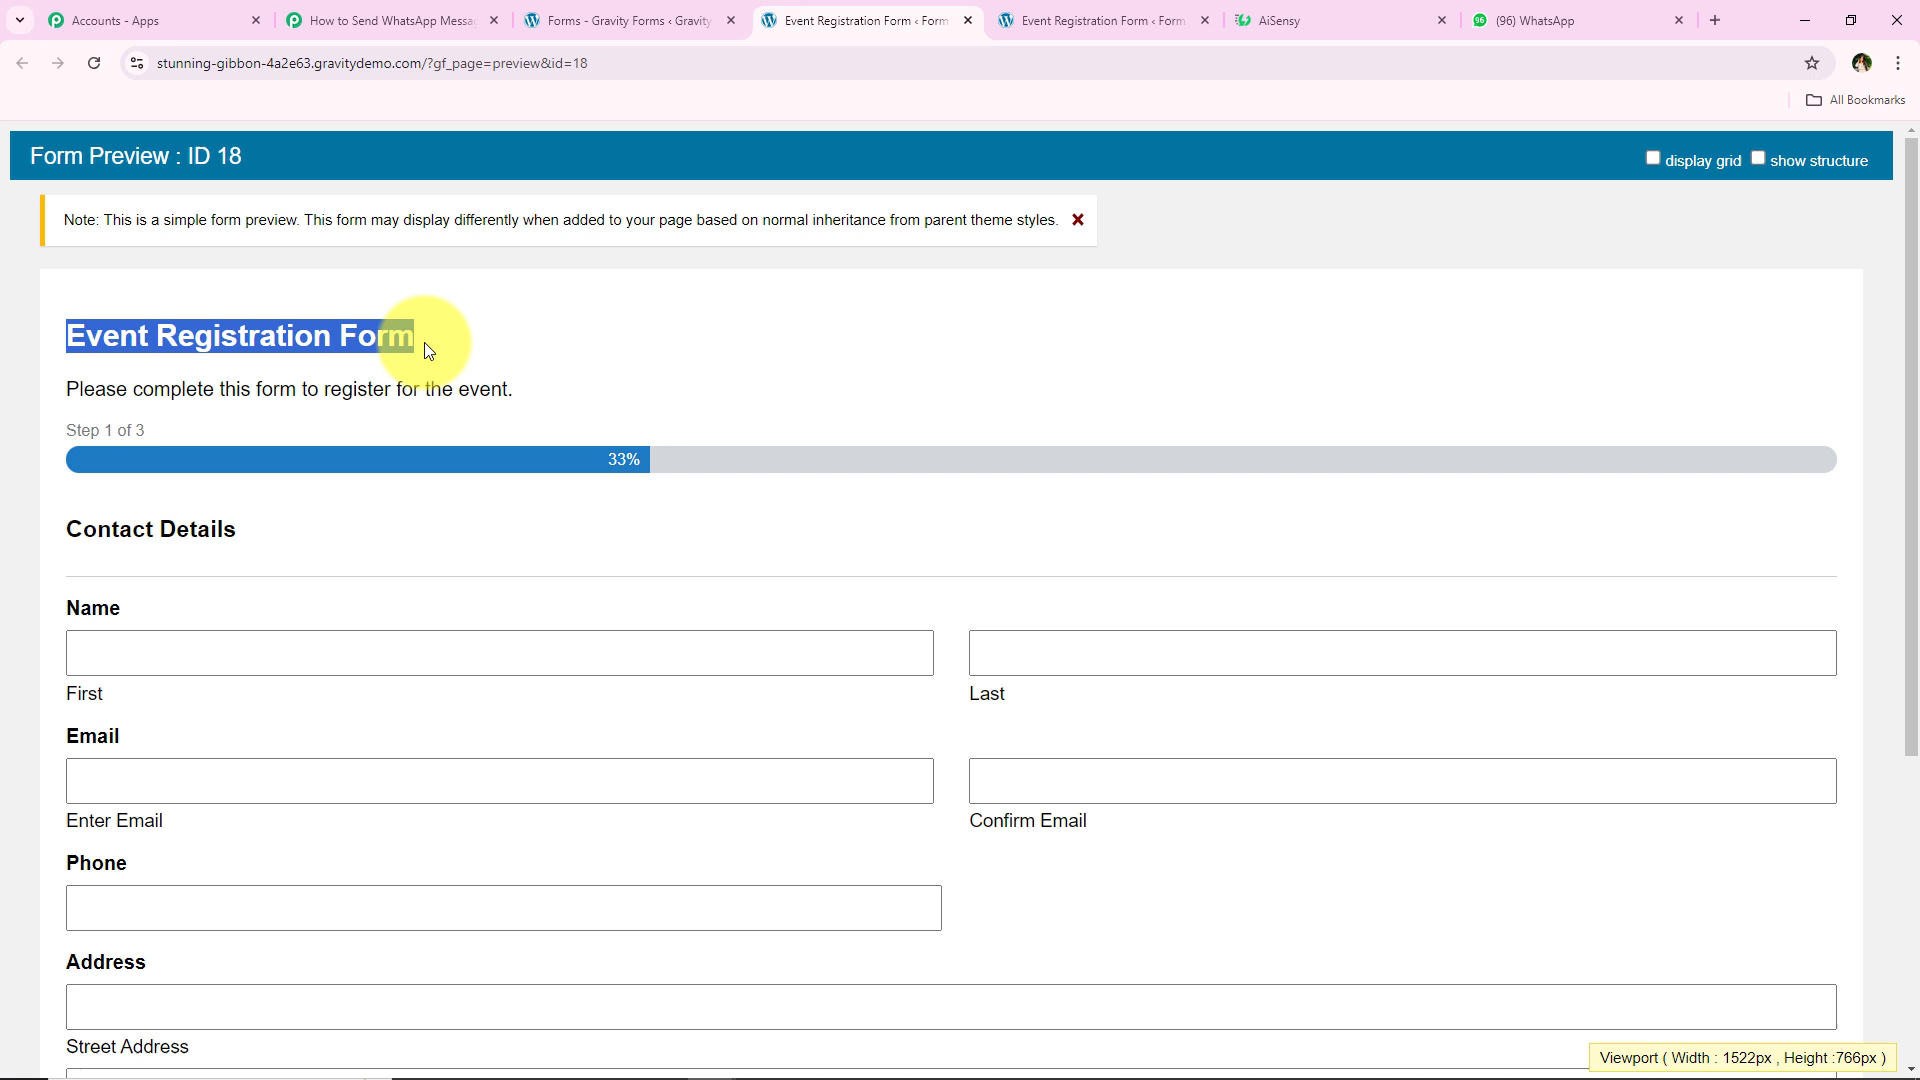 Accounts - Apps
How to Send WhatsApp Messa
Forms - Gravity Forms ‹ Gravity
Event Registration Form ‹ Form
Event Registration Form ‹ Form
AiSensy
96
(96) WhatsApp
stunning-gibbon-4a2e63.gravitydemo.com/?gf_page=preview&id=18
All Bookmarks
Form Preview : ID 18
display grid
show structure
Note: This is a simple form preview. This form may display differently when added to your page based on normal inheritance from parent theme styles.
Event Registration Form
Please complete this form to register for the event.
Step 1 of 3
33%
Contact Details
Name
First
Last
Email
Enter Email
Confirm Email
Phone
Address
Street Address
Viewport ( Width : 1522px , Height :766px )